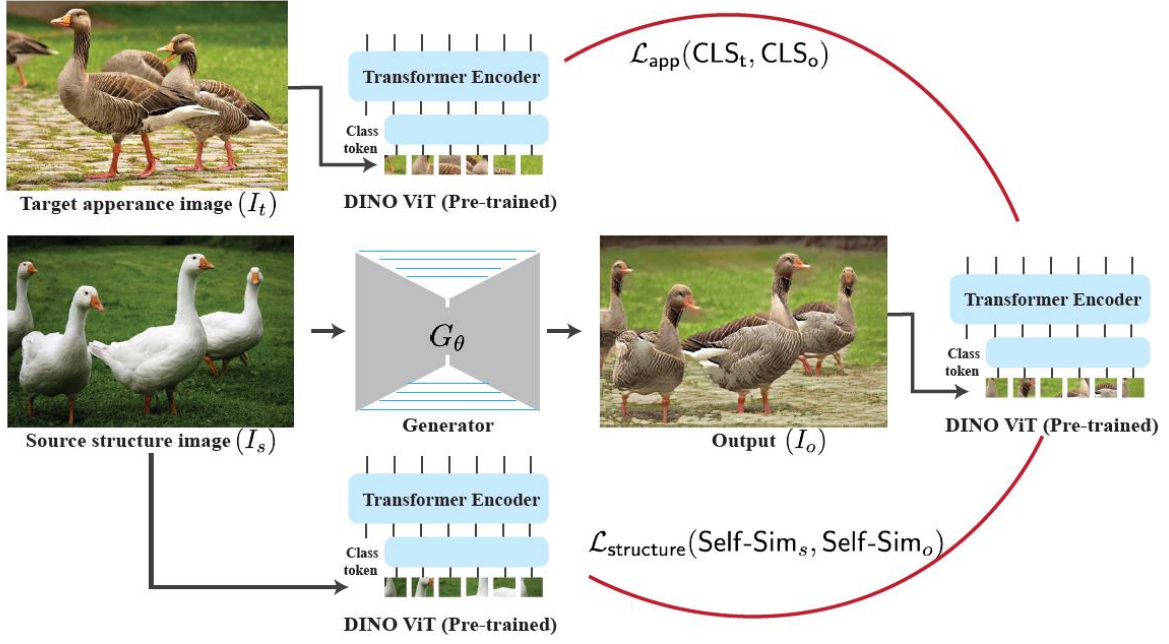 Transformer Encoder
Class
token
DINO ViT (Pre-trained)
Target apperance image (I_t)
ℒ_app(CLS_t, CLS_o)
G_θ
Generator
Source structure image (I_s)
Output (I_o)
Transformer Encoder
Class
token
DINO ViT (Pre-trained)
Transformer Encoder
Class
token
DINO ViT (Pre-trained)
ℒ_structure(Self-Sim_s, Self-Sim_o)